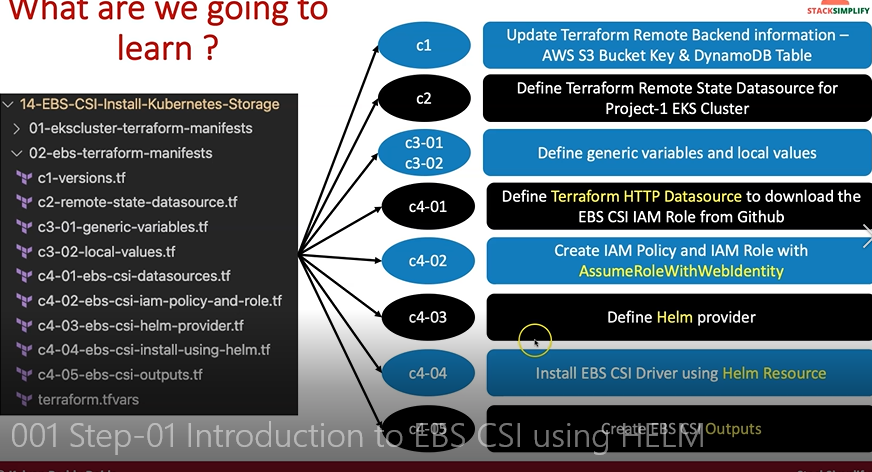 What are we going to
learn ?
STACKSIMPLIFY
14-EBS-CSI-Install-Kubernetes-Storage
01-ekscluster-terraform-manifests
02-ebs-terraform-manifests
c1-versions.tf
c2-remote-state-datasource.tf
c3-01-generic-variables.tf
c3-02-local-values.tf
c4-01-ebs-csi-datasources.tf
c4-02-ebs-csi-iam-policy-and-role.tf
c4-03-ebs-csi-helm-provider.tf
c4-04-ebs-csi-install-using-helm.tf
c4-05-ebs-csi-outputs.tf
terraform.tfvars
c1
Update Terraform Remote Backend information –
AWS S3 Bucket Key & DynamoDB Table
c2
Define Terraform Remote State Datasource for
Project-1 EKS Cluster
c3-01
c3-02
Define generic variables and local values
c4-01
Define Terraform HTTP Datasource to download the
EBS CSI IAM Role from Github
c4-02
Create IAM Policy and IAM Role with
AssumeRoleWithWebIdentity
c4-03
Define Helm provider
c4-04
Install EBS CSI Driver using Helm Resource
c4-05
Create EBS CSI Outputs
001 Step-01 Introduction to EBS CSI using HELM